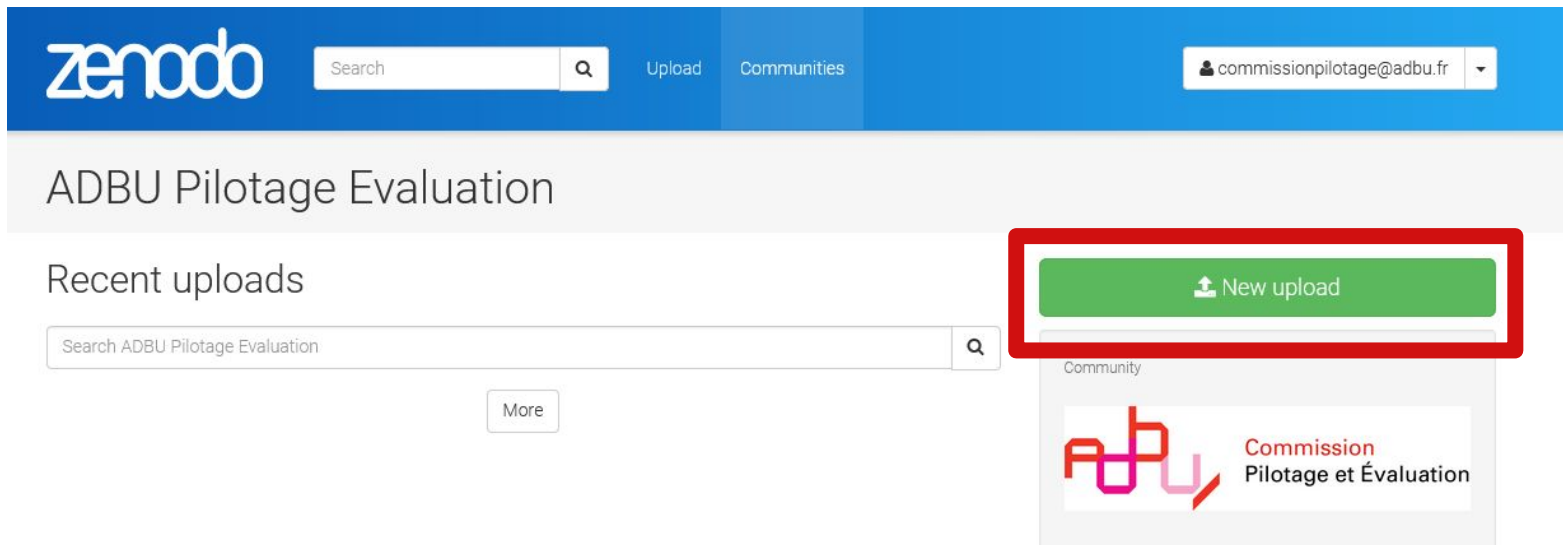 zenodo
Search
Upload
Communities
commissionpilotage@adbu.fr
ADBU Pilotage Evaluation
Recent uploads
New upload
Search ADBU Pilotage Evaluation
More
Community
adbu
Commission
Pilotage et Évaluation